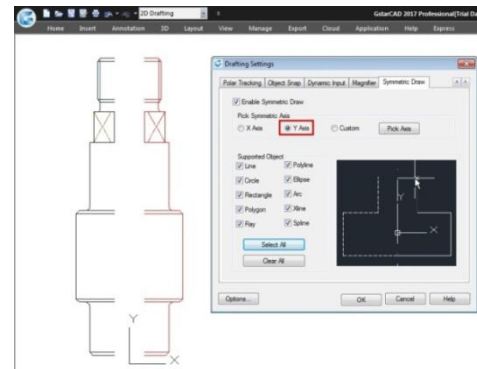 2D Drafting
GstarCAD 2017 Professional(Trial Da
Home Insert Annotation 3D Layout View Manage Export Cloud Application Help Express
Drafting Settings
Polar Tracking Object Snap Dynamic Input Magnifier Symmetric Draw
Enable Symmetric Draw
Pick Symmetric Axis
X Axis Y Axis Custom Pick Axis
Supported Object
Line Polyline
Circle Ellipse
Rectangle Arc
Polygon Xline
Ray Spline
Select All
Clear All
Y
X
Options... OK Cancel Help
Y
X